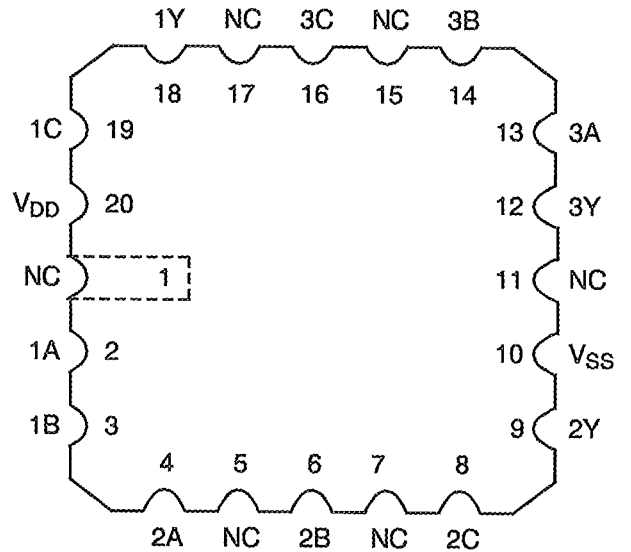 1Y NC 3C NC 3B
18 17 16 15 14
1C 19 13 3A
VDD 20 12 3Y
NC 1 11 NC
1A 2 10 VSS
1B 3 9 2Y
4 5 6 7 8
2A NC 2B NC 2C